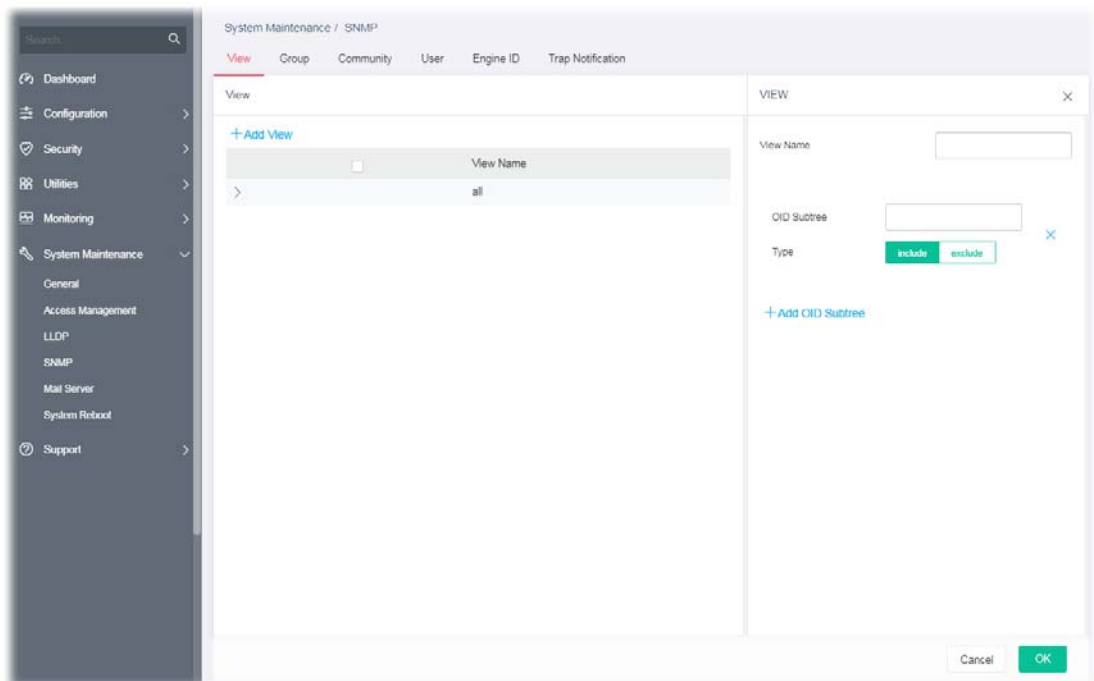 Search
System Maintenance / SNMP
View Group Community User Engine ID Trap Notification
Dashboard
Configuration
Security
Utilities
Monitoring
System Maintenance
General
Access Management
LLDP
SNMP
Mail Server
System Reboot
Support
View
+Add View
View Name
all
VIEW
View Name
OID Subtree
Type
include exclude
+Add OID Subtree
Cancel OK